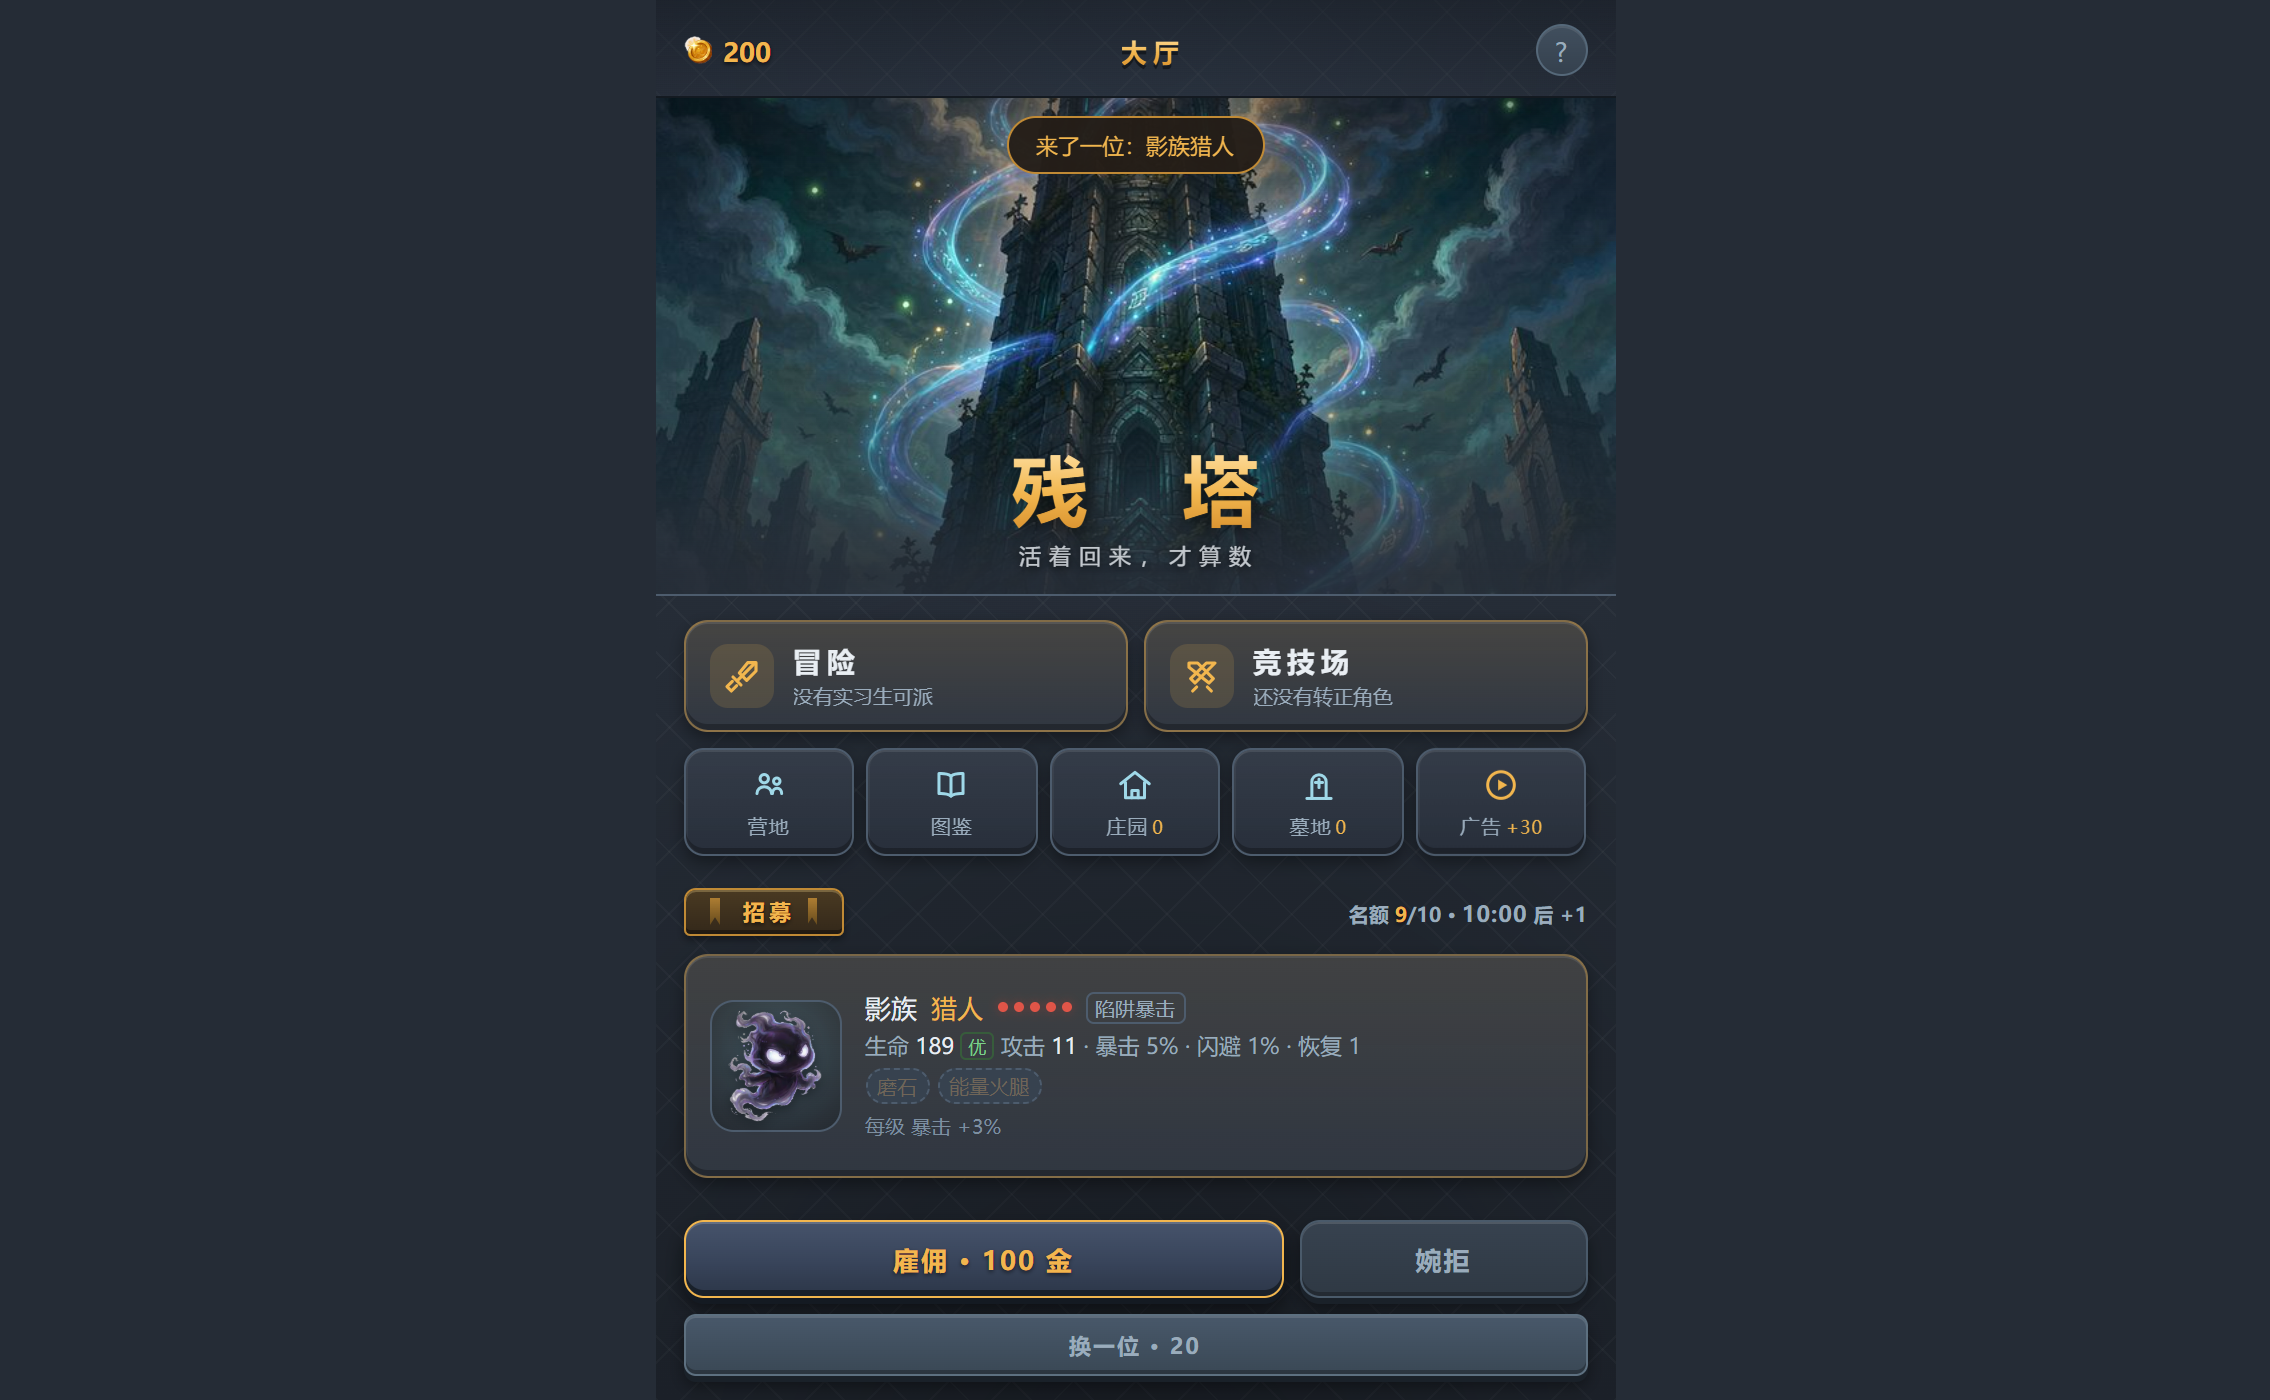 200
大厅
?
来了一位：影族猎人
残 塔
活着回来，才算数
冒险
没有实习生可派
竞技场
还没有转正角色
营地
图鉴
庄园 0
墓地 0
广告 +30
招募
名额 9/10 • 10:00 后 +1
影族 猎人 陷阱暴击
生命 189 优 攻击 11 · 暴击 5% · 闪避 1% · 恢复 1
磨石 能量火腿
每级 暴击 +3%
雇佣 • 100 金
婉拒
换一位 • 20